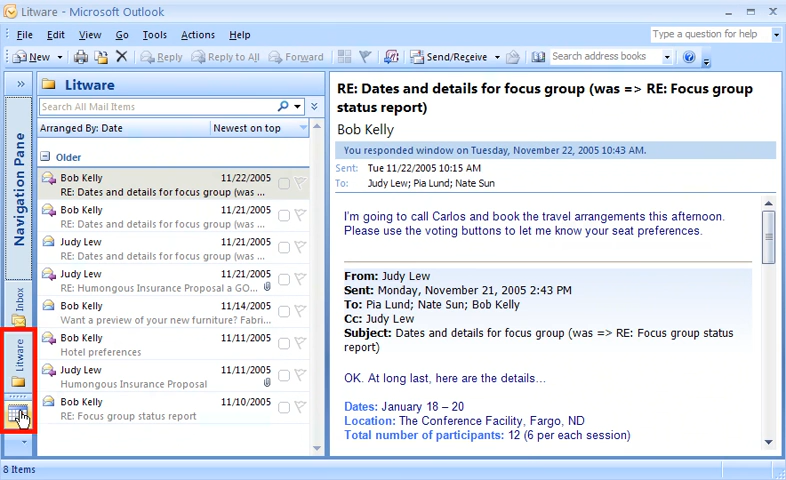 Litware - Microsoft Outlook
File Edit View Go Tools Actions Help Type a question for help
New Reply Reply to All Forward Send/Receive Search address books
» Litware
Search All Mail Items
Arranged By: Date Newest on top
Older
Bob Kelly 11/22/2005
RE: Dates and details for focus group (was ...
Bob Kelly 11/21/2005
RE: Dates and details for focus group (was ...
Judy Lew 11/21/2005
RE: Dates and details for focus group (was ...
Judy Lew 11/21/2005
RE: Humongous Insurance Proposal a GO...
Bob Kelly 11/14/2005
Want a preview of your new furniture? Fabri...
Bob Kelly 11/11/2005
Hotel preferences
Judy Lew 11/11/2005
Humongous Insurance Proposal
Bob Kelly 11/10/2005
RE: Focus group status report
Navigation Pane
Inbox
Litware
RE: Dates and details for focus group (was => RE: Focus group
status report)
Bob Kelly
You responded window on Tuesday, November 22, 2005 10:43 AM.
Sent: Tue 11/22/2005 10:15 AM
To: Judy Lew; Pia Lund; Nate Sun
I'm going to call Carlos and book the travel arrangements this afternoon.
Please use the voting buttons to let me know your seat preferences.
From: Judy Lew
Sent: Monday, November 21, 2005 2:43 PM
To: Pia Lund; Nate Sun; Bob Kelly
Cc: Judy Lew
Subject: Dates and details for focus group (was => RE: Focus group status
report)
OK. At long last, here are the details…
Dates: January 18 – 20
Location: The Conference Facility, Fargo, ND
Total number of participants: 12 (6 per each session)
8 Items